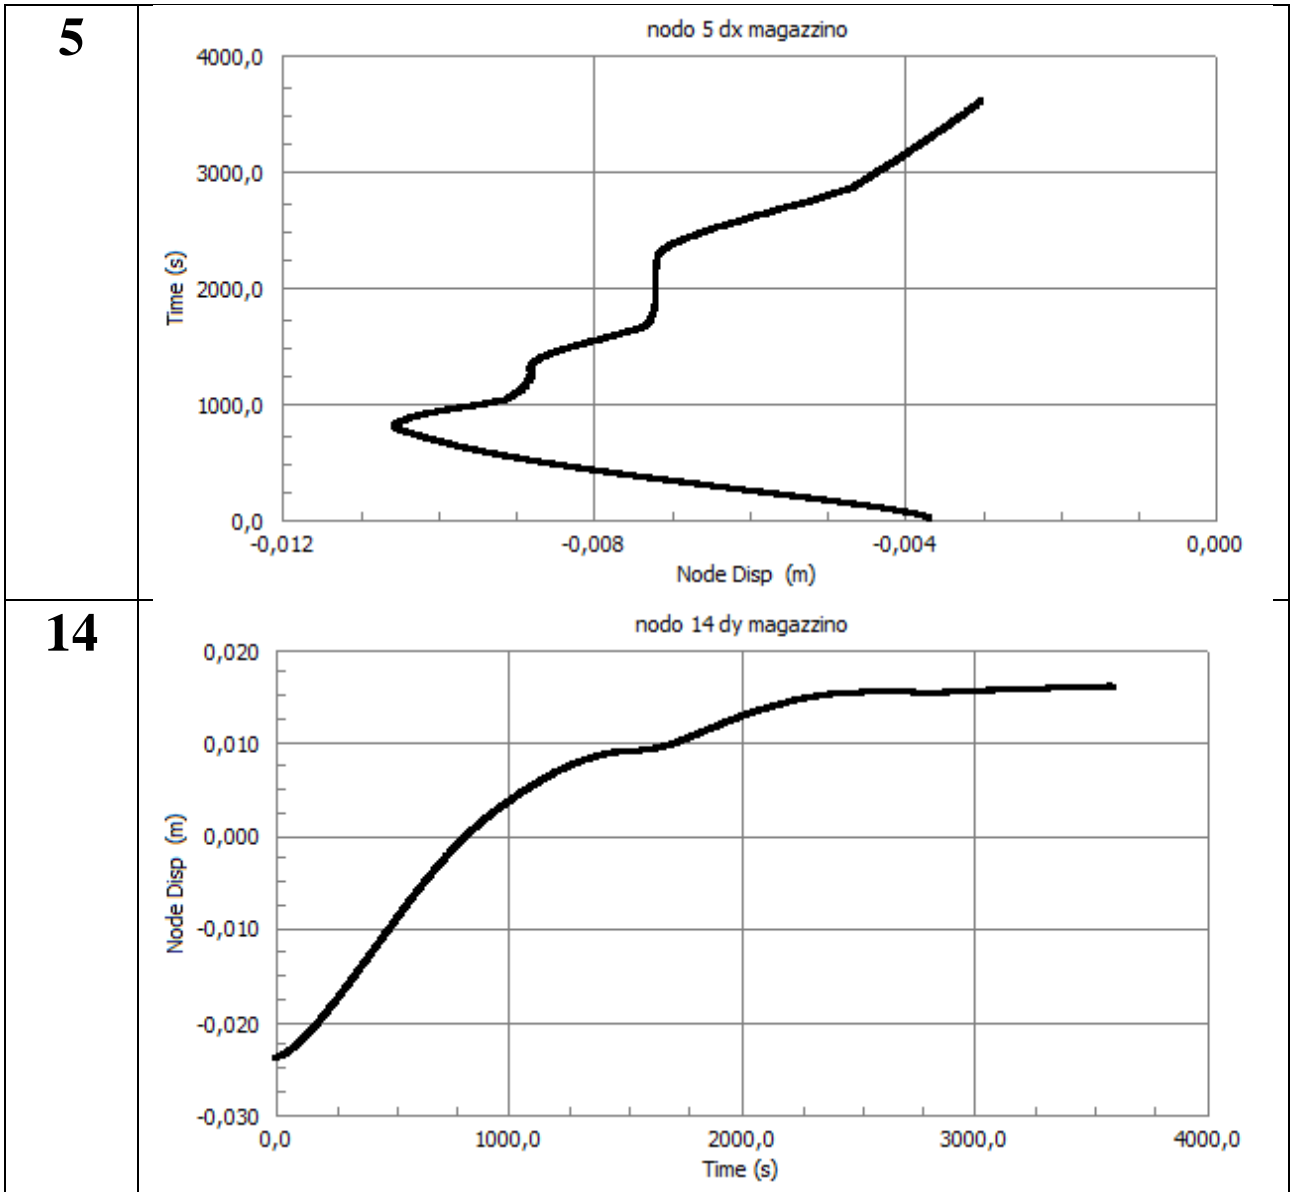 5
nodo 5 dx magazzino
4000,0
3000,0
2000,0
1000,0
0,0
Time (s)
-0,012 -0,008 -0,004 0,000
Node Disp (m)
14
nodo 14 dy magazzino
0,020
0,010
0,000
-0,010
-0,020
-0,030
Node Disp (m)
0,0 1000,0 2000,0 3000,0 4000,0
Time (s)